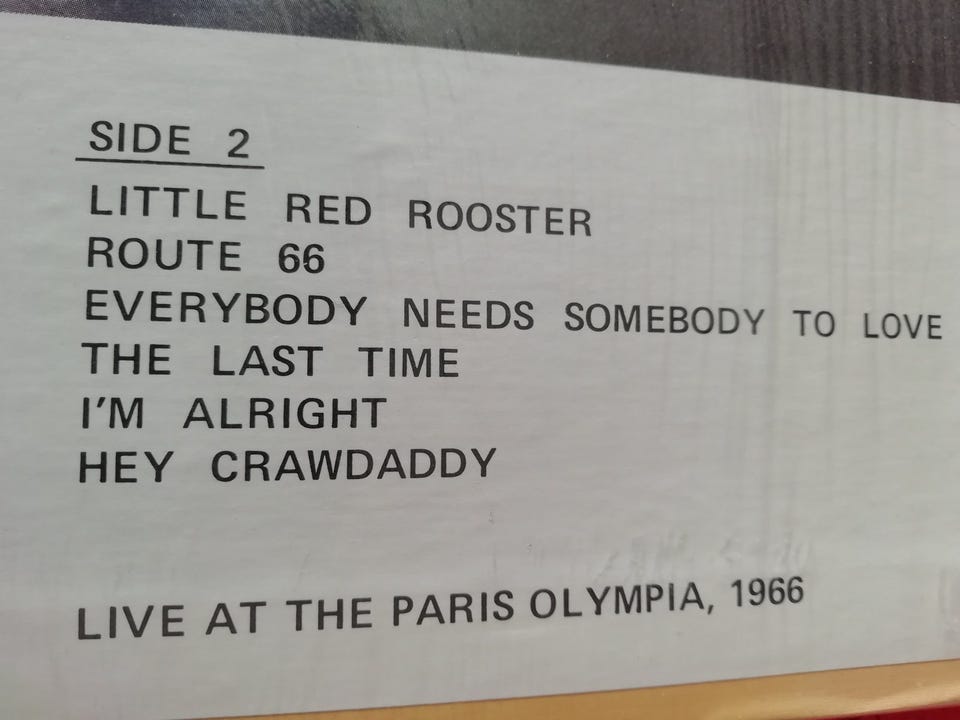 SIDE 2
LITTLE RED ROOSTER
ROUTE 66
EVERYBODY NEEDS SOMEBODY TO LOVE
THE LAST TIME
I'M ALRIGHT
HEY CRAWDADDY
LIVE AT THE PARIS OLYMPIA, 1966